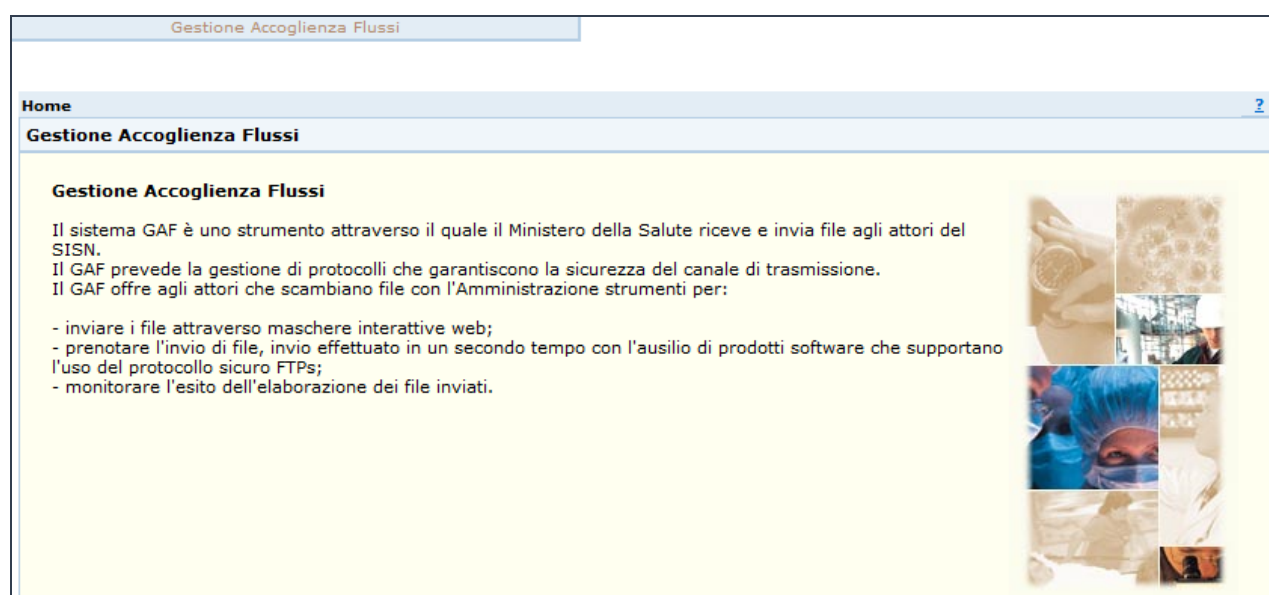 Gestione Accoglienza Flussi
Home ?
Gestione Accoglienza Flussi
Gestione Accoglienza Flussi
Il sistema GAF è uno strumento attraverso il quale il Ministero della Salute riceve e invia file agli attori del
SISN.
Il GAF prevede la gestione di protocolli che garantiscono la sicurezza del canale di trasmissione.
Il GAF offre agli attori che scambiano file con l'Amministrazione strumenti per:
- inviare i file attraverso maschere interattive web;
- prenotare l'invio di file, invio effettuato in un secondo tempo con l'ausilio di prodotti software che supportano
l'uso del protocollo sicuro FTPs;
- monitorare l'esito dell'elaborazione dei file inviati.